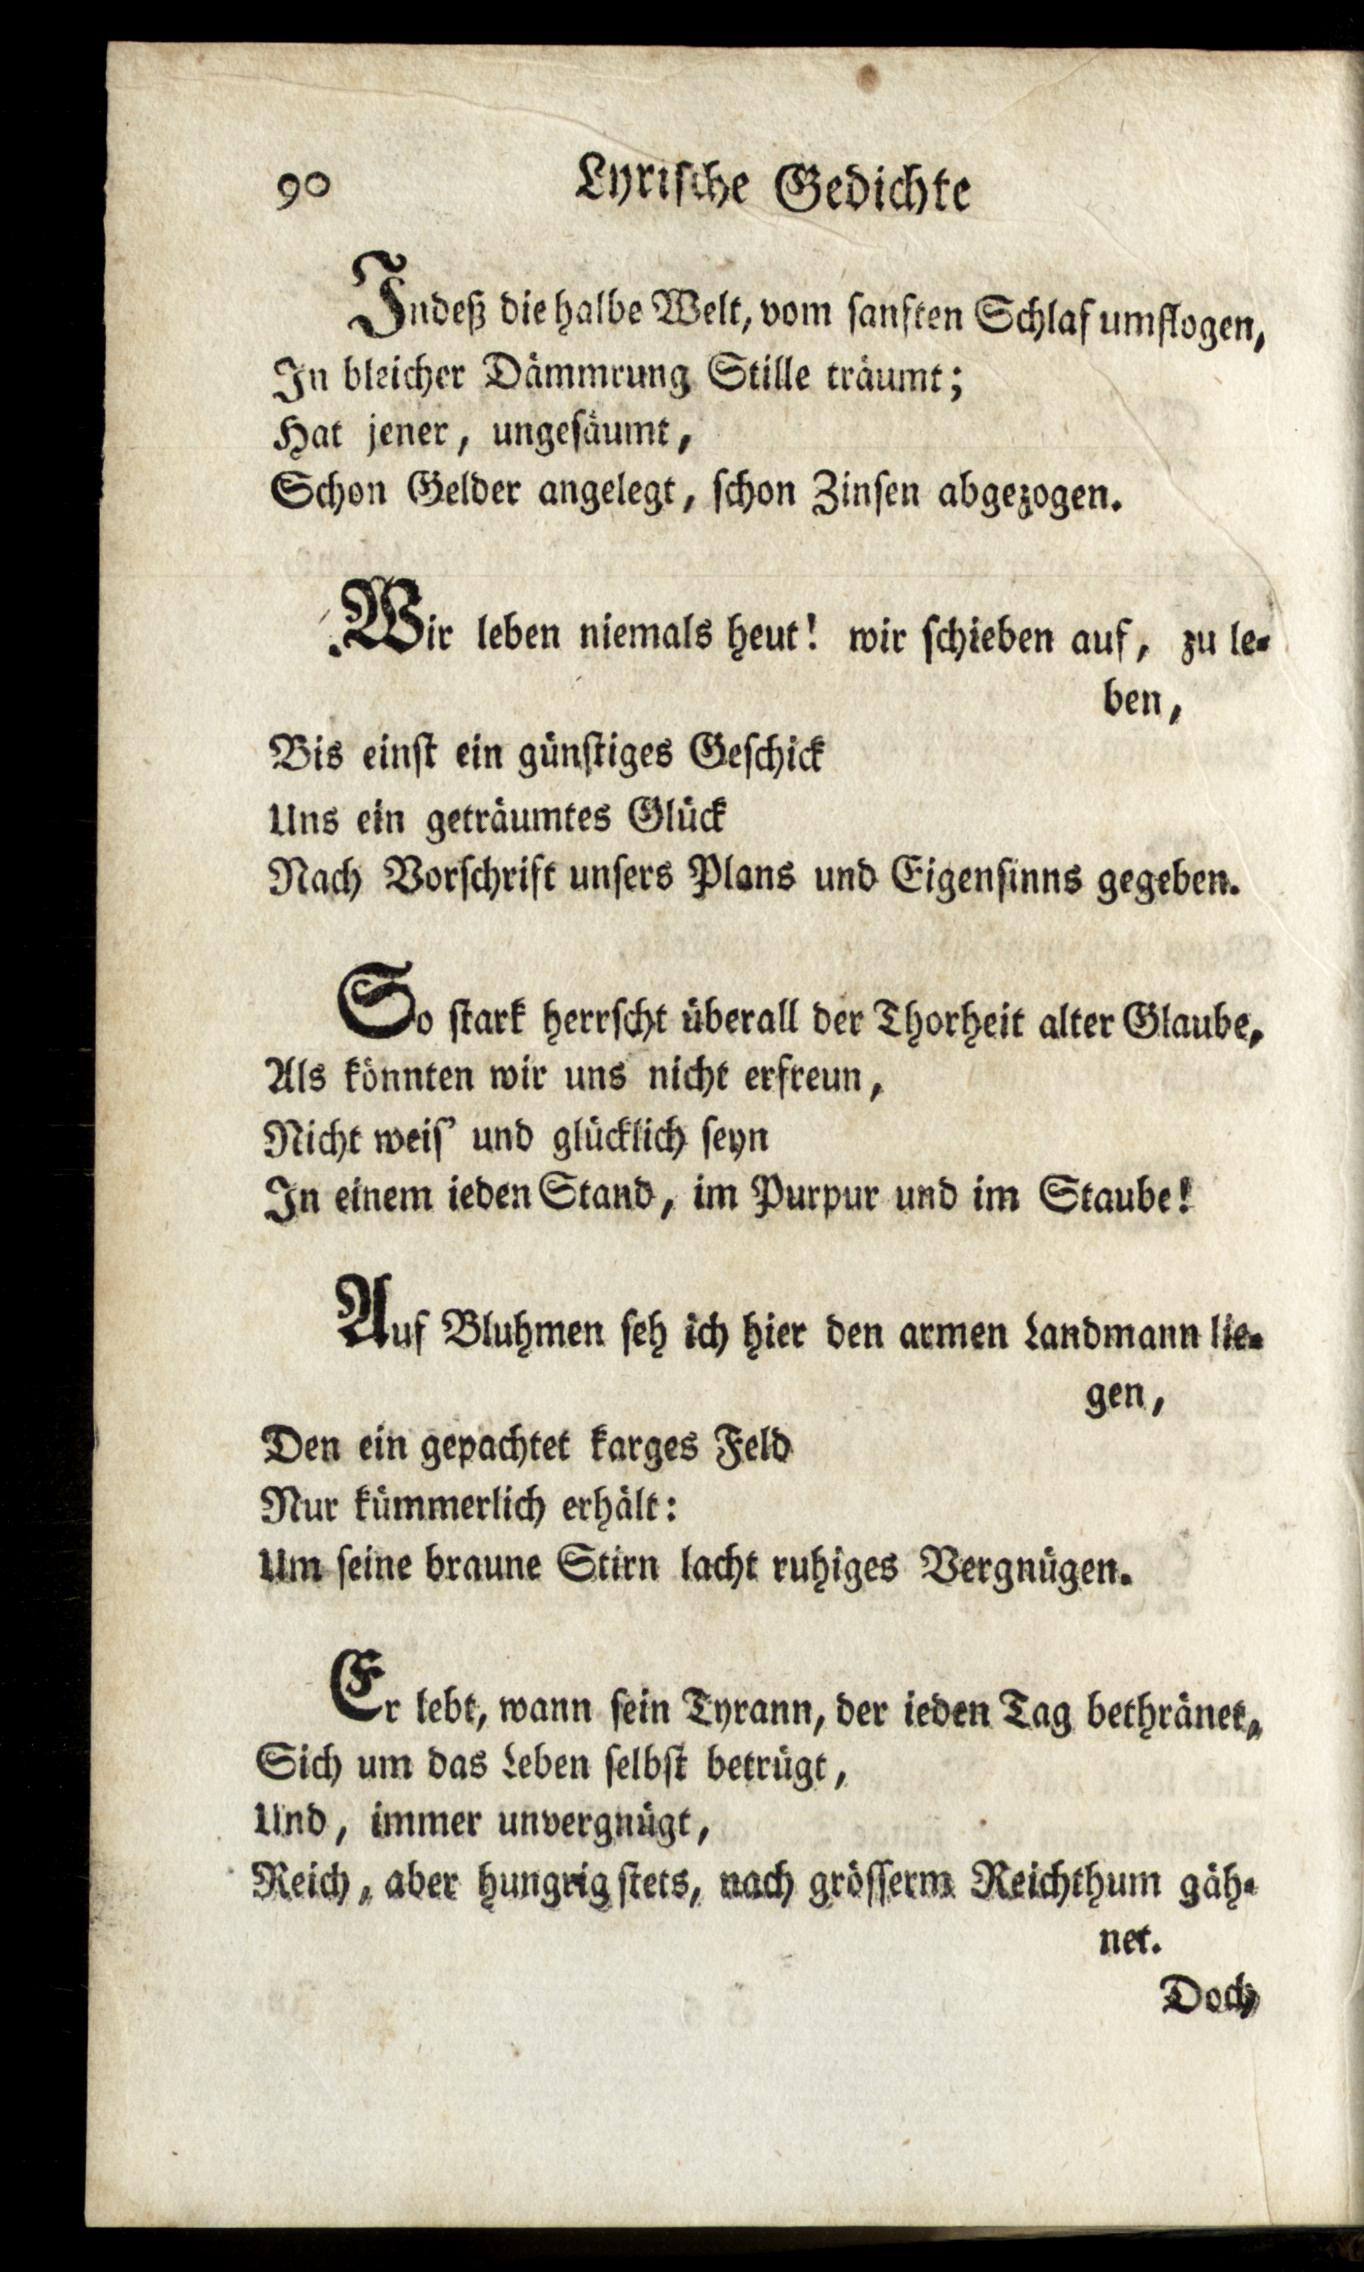 90 Lyrische Gedichte
Indeß die halbe Welt, vom sanften Schlaf umflogen,
In bleicher Dämmrung Stille träumt;
Hat jener, ungesäumt,
Schon Gelder angelegt, schon Zinsen abgezogen.
Wir leben niemals heut! wir schieben auf, zu le-
ben,
Bis einst ein günstiges Geschick
Uns ein geträumtes Glück
Nach Vorschrift unsers Plans und Eigensinns gegeben.
So stark herrscht überall der Thorheit alter Glaube,
Als könnten wir uns nicht erfreun,
Nicht weis' und glücklich seyn
In einem ieden Stand, im Purpur und im Staube!
Auf Bluhmen seh ich hier den armen Landmann lie-
gen,
Den ein gepachtet karges Feld
Nur kümmerlich erhält:
Um seine braune Stirn lacht ruhiges Vergnügen.
Er lebt, wann sein Tyrann, der ieden Tag bethränet,
Sich um das Leben selbst betrügt,
Und, immer unvergnügt,
Reich, aber hungrig stets, nach grösserm Reichthum gäh-
net.
Doch